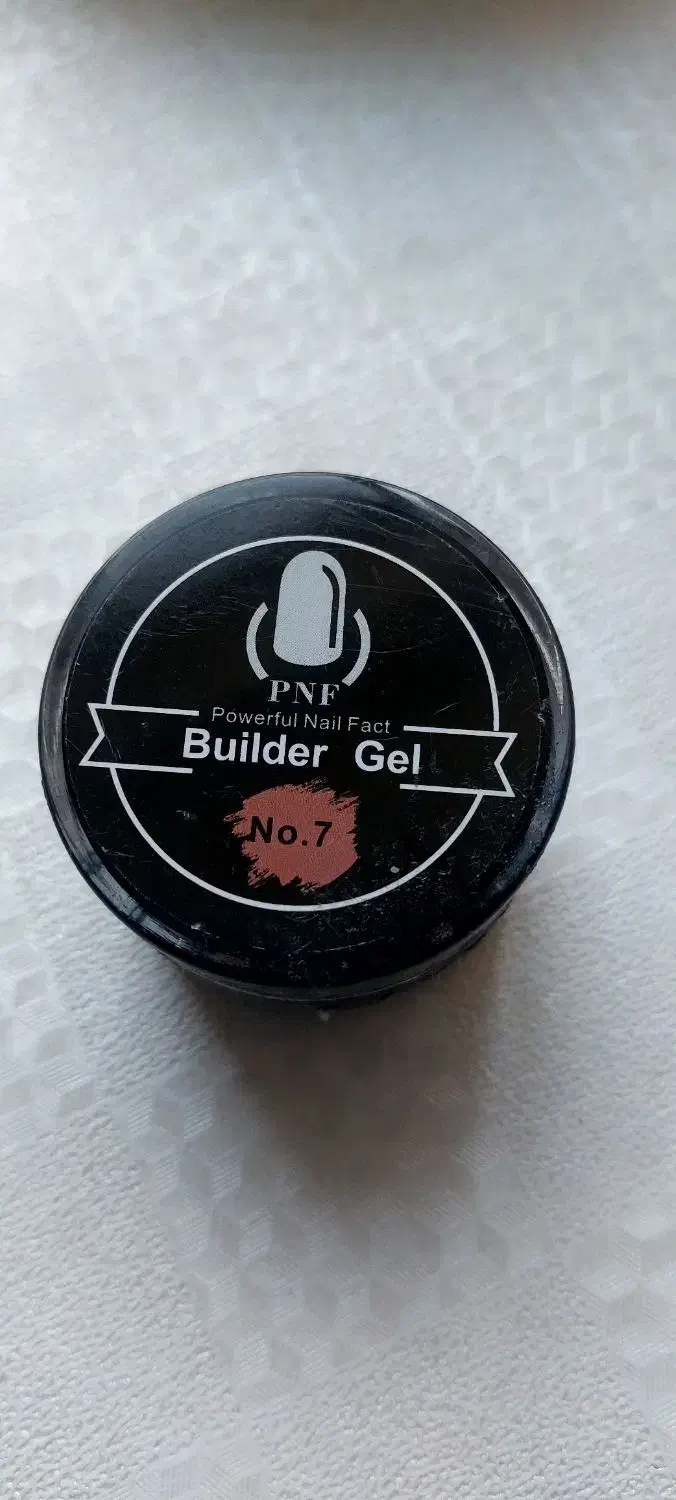 PNF
Powerful Nail Fact
Builder Gel
No.7